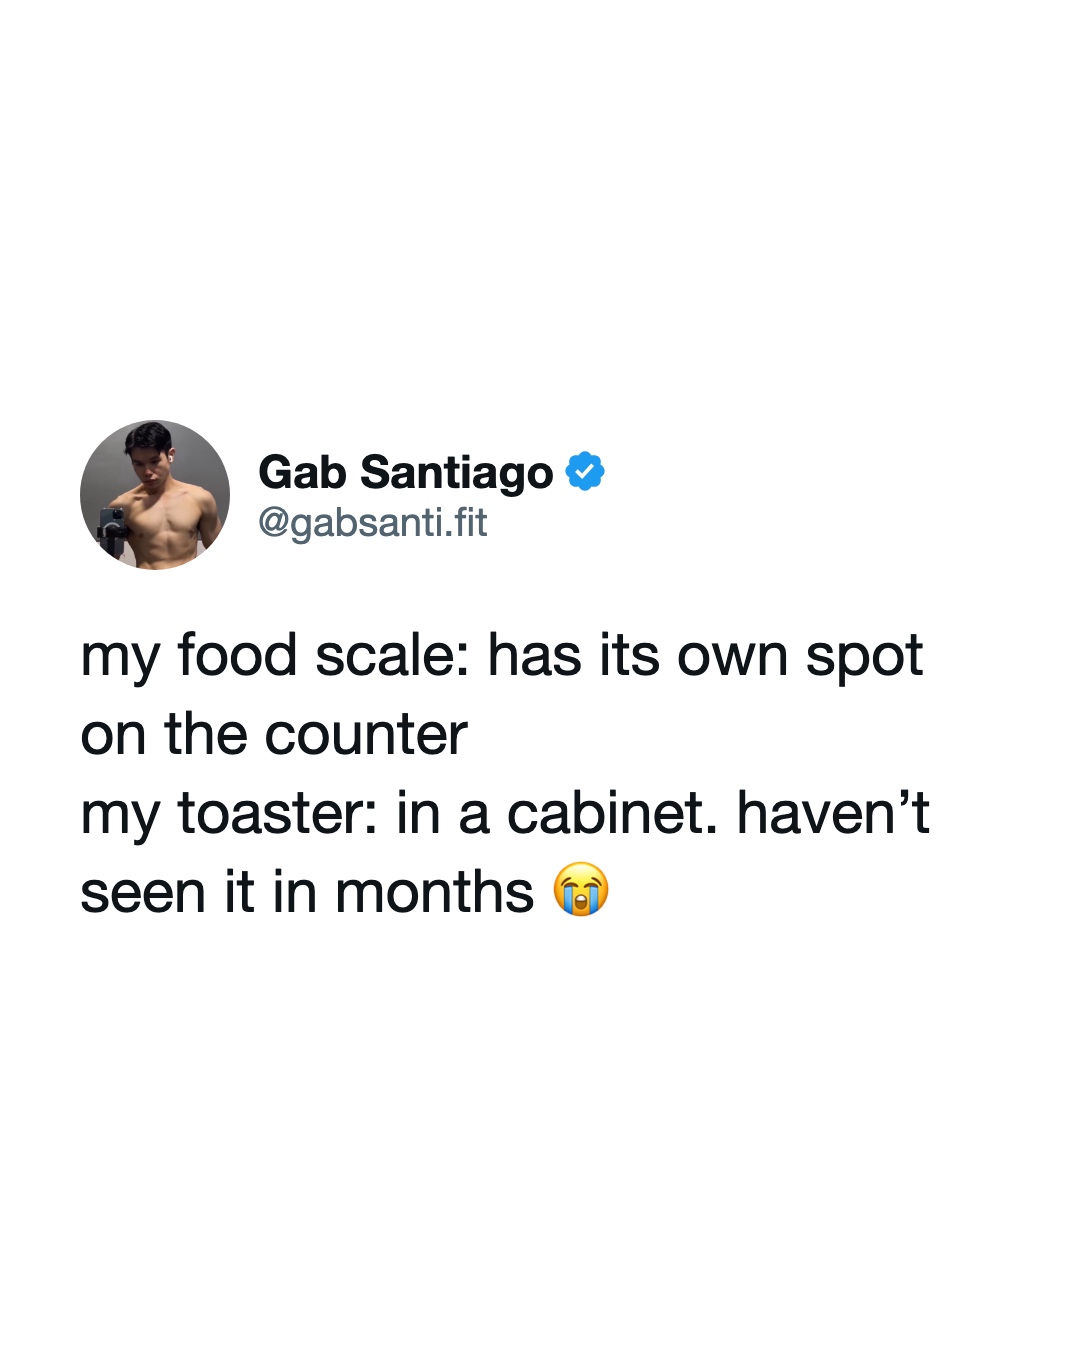 Gab Santiago
@gabsanti.fit
my food scale: has its own spot
on the counter
my toaster: in a cabinet. haven’t
seen it in months 😭